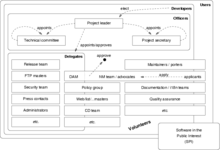 Users
Developers
elect
Officers
Project leader
appoints
appoints
Technical committee
Project secretary
appoints/approves
Delegates
approve
Release team
DAM
NM team / advocates
applicants
Maintainers / porters
FTP masters
Security team
Policy group
Documentation / i18n teams
Press contacts
Web/list/...masters
Quality assurance
Administrators
CD team
etc
etc
etc
etc
Volunteers
Software in the
Public Interest
(SPI)